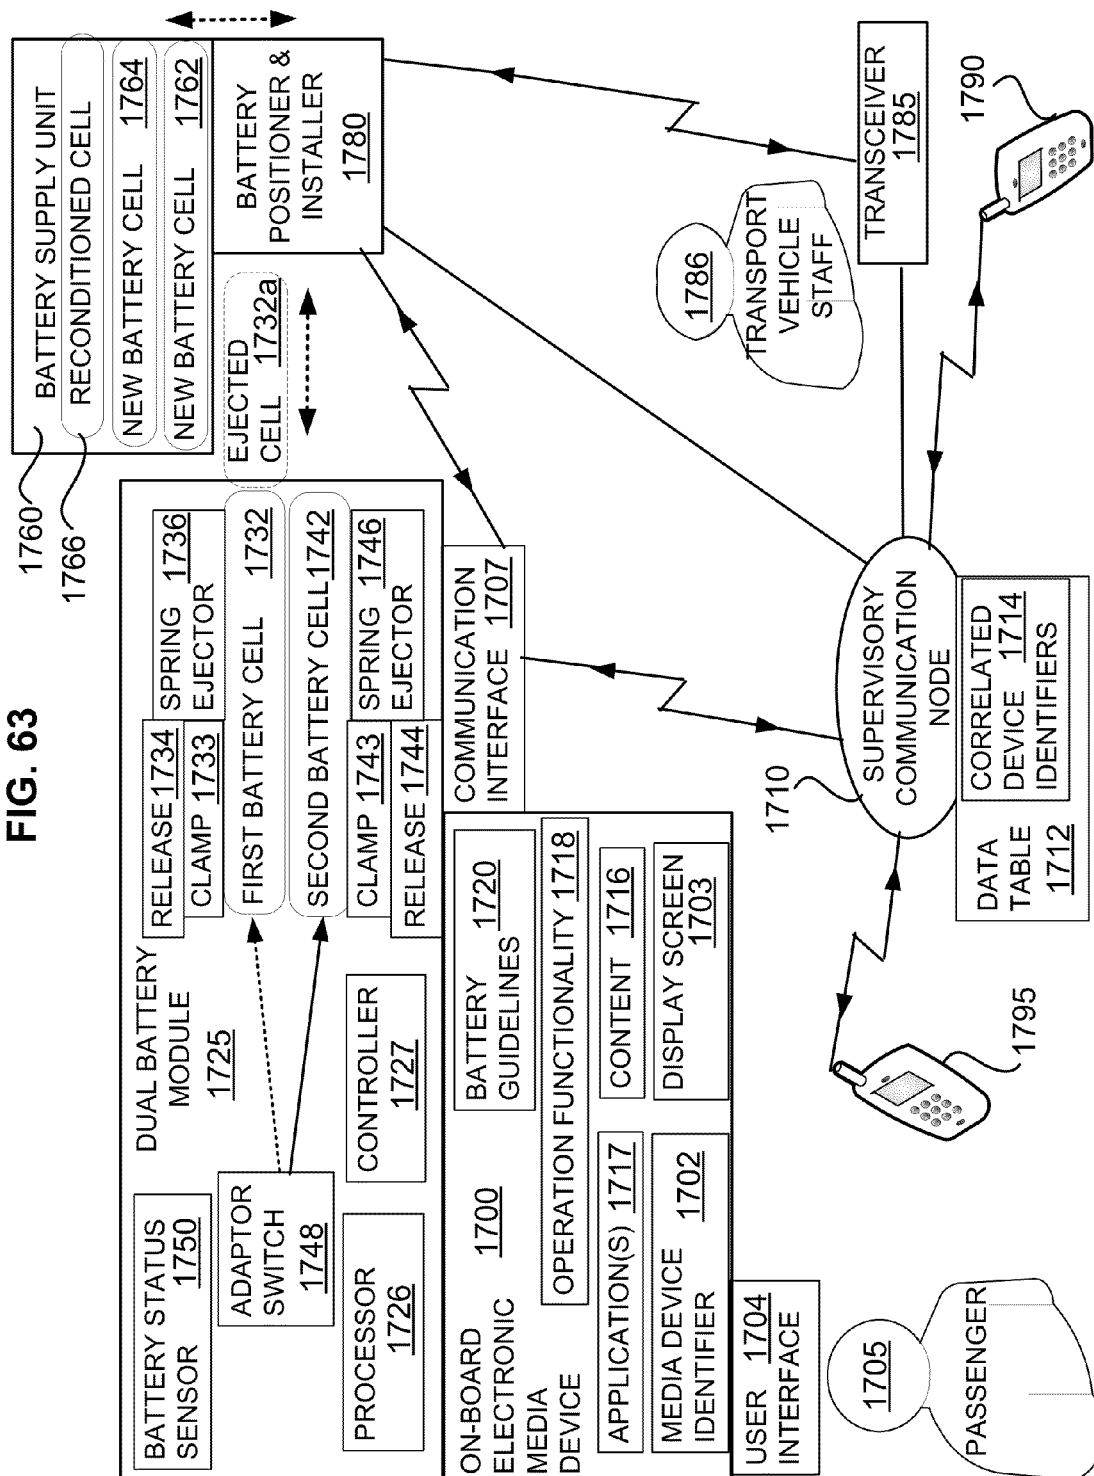 FIG. 63
BATTERY STATUS
SENSOR 1750
DUAL BATTERY
MODULE
1725
ADAPTOR
SWITCH
1748
PROCESSOR
1726
CONTROLLER
1727
RELEASE 1734
CLAMP 1733
SPRING 1736
EJECTOR
FIRST BATTERY CELL 1732
SECOND BATTERY CELL 1742
CLAMP 1743
RELEASE 1744
SPRING 1746
EJECTOR
EJECTED
CELL 1732a
1760
1766
BATTERY SUPPLY UNIT
RECONDITIONED CELL
NEW BATTERY CELL 1764
NEW BATTERY CELL 1762
BATTERY
POSITIONER &
INSTALLER
1780
ON-BOARD
ELECTRONIC
MEDIA
DEVICE
1700
BATTERY
GUIDELINES 1720
OPERATION FUNCTIONALITY 1718
APPLICATION(S) 1717
CONTENT 1716
MEDIA DEVICE
IDENTIFIER 1702
DISPLAY SCREEN
1703
COMMUNICATION
INTERFACE 1707
USER 1704
INTERFACE
1705
PASSENGER
1795
1710
SUPERVISORY
COMMUNICATION
NODE
DATA
TABLE
1712
CORRELATED
DEVICE 1714
IDENTIFIERS
1786
TRANSPORT
VEHICLE
STAFF
TRANSCEIVER
1785
1790